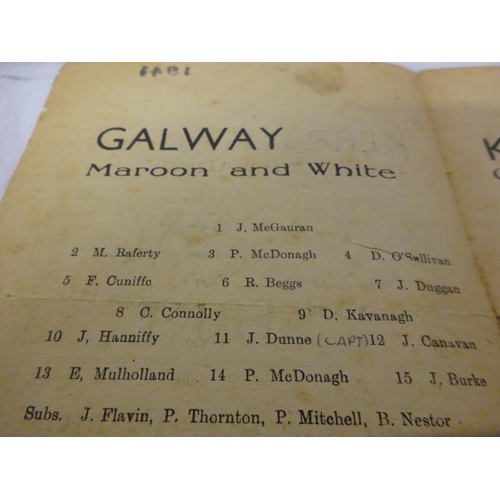 1941
GALWAY
Maroon and White
1 J, McGauran
2 M. Raferty 3 P. McDonagh 4 D. O'Sullivan
5 F. Cuniffe 6 R. Beggs 7 J. Duggan
8 C. Connolly 9 D. Kavanagh
10 J, Hanniffy 11 J. Dunne (CAPT) 12 J. Canavan
13 E, Mulholland 14 P. McDonagh 15 J. Burke
Subs. J. Flavin, P. Thornton, P. Mitchell, B. Nestor
K